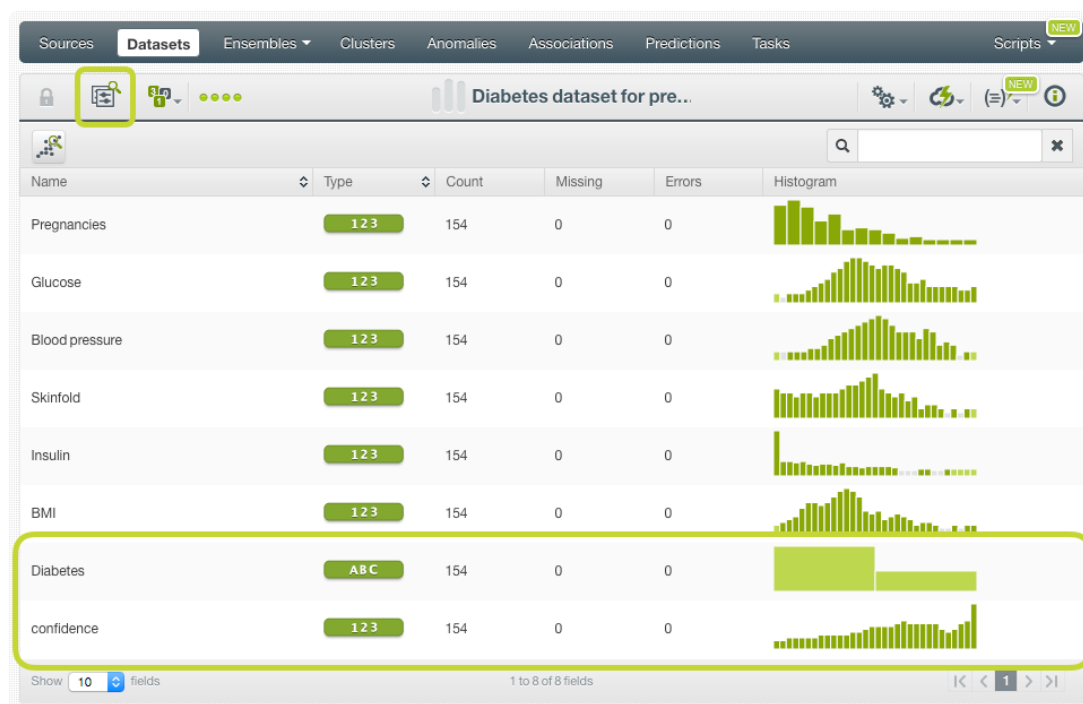 NEW
Sources Datasets Ensembles Clusters Anomalies Associations Predictions Tasks Scripts
Diabetes dataset for pre... NEW
Name Type Count Missing Errors Histogram
Pregnancies 123 154 0 0
Glucose 123 154 0 0
Blood pressure 123 154 0 0
Skinfold 123 154 0 0
Insulin 123 154 0 0
BMI 123 154 0 0
Diabetes ABC 154 0 0
confidence 123 154 0 0
Show 10 fields 1 to 8 of 8 fields 1